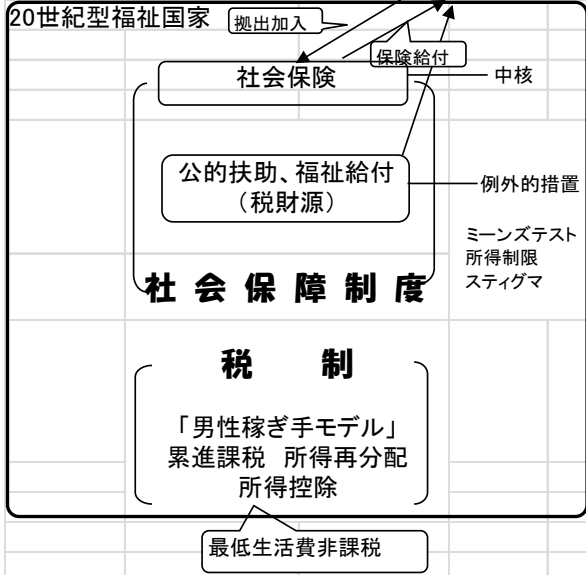 20世紀型福祉国家
拠出加入
保険給付
社会保険
中核
公的扶助、福祉給付
（税財源）
例外的措置
ミーンズテスト
所得制限
スティグマ
社会保障制度
税　制
「男性稼ぎ手モデル」
累進課税　所得再分配
所得控除
最低生活費非課税